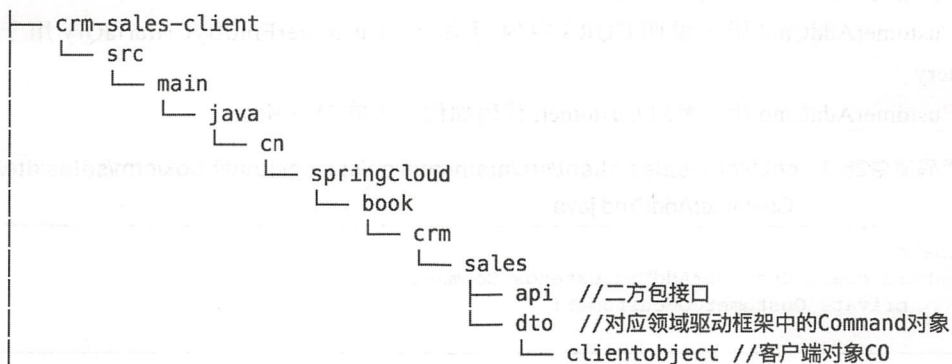 ├── crm-sales-client
│   └── src
│       └── main
│           └── java
│               └── cn
│                   └── springcloud
│                       └── book
│                           └── crm
│                               └── sales
│                                   ├── api  //二方包接口
│                                   └── dto  //对应领域驱动框架中的Command对象
│                                       └── clientobject //客户端对象CO